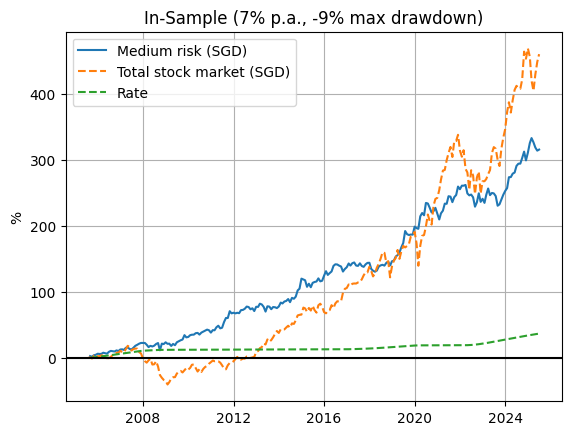 In-Sample (7% p.a., -9% max drawdown)
Medium risk (SGD)
Total stock market (SGD)
Rate
%
400
300
200
100
0
2008 2012 2016 2020 2024